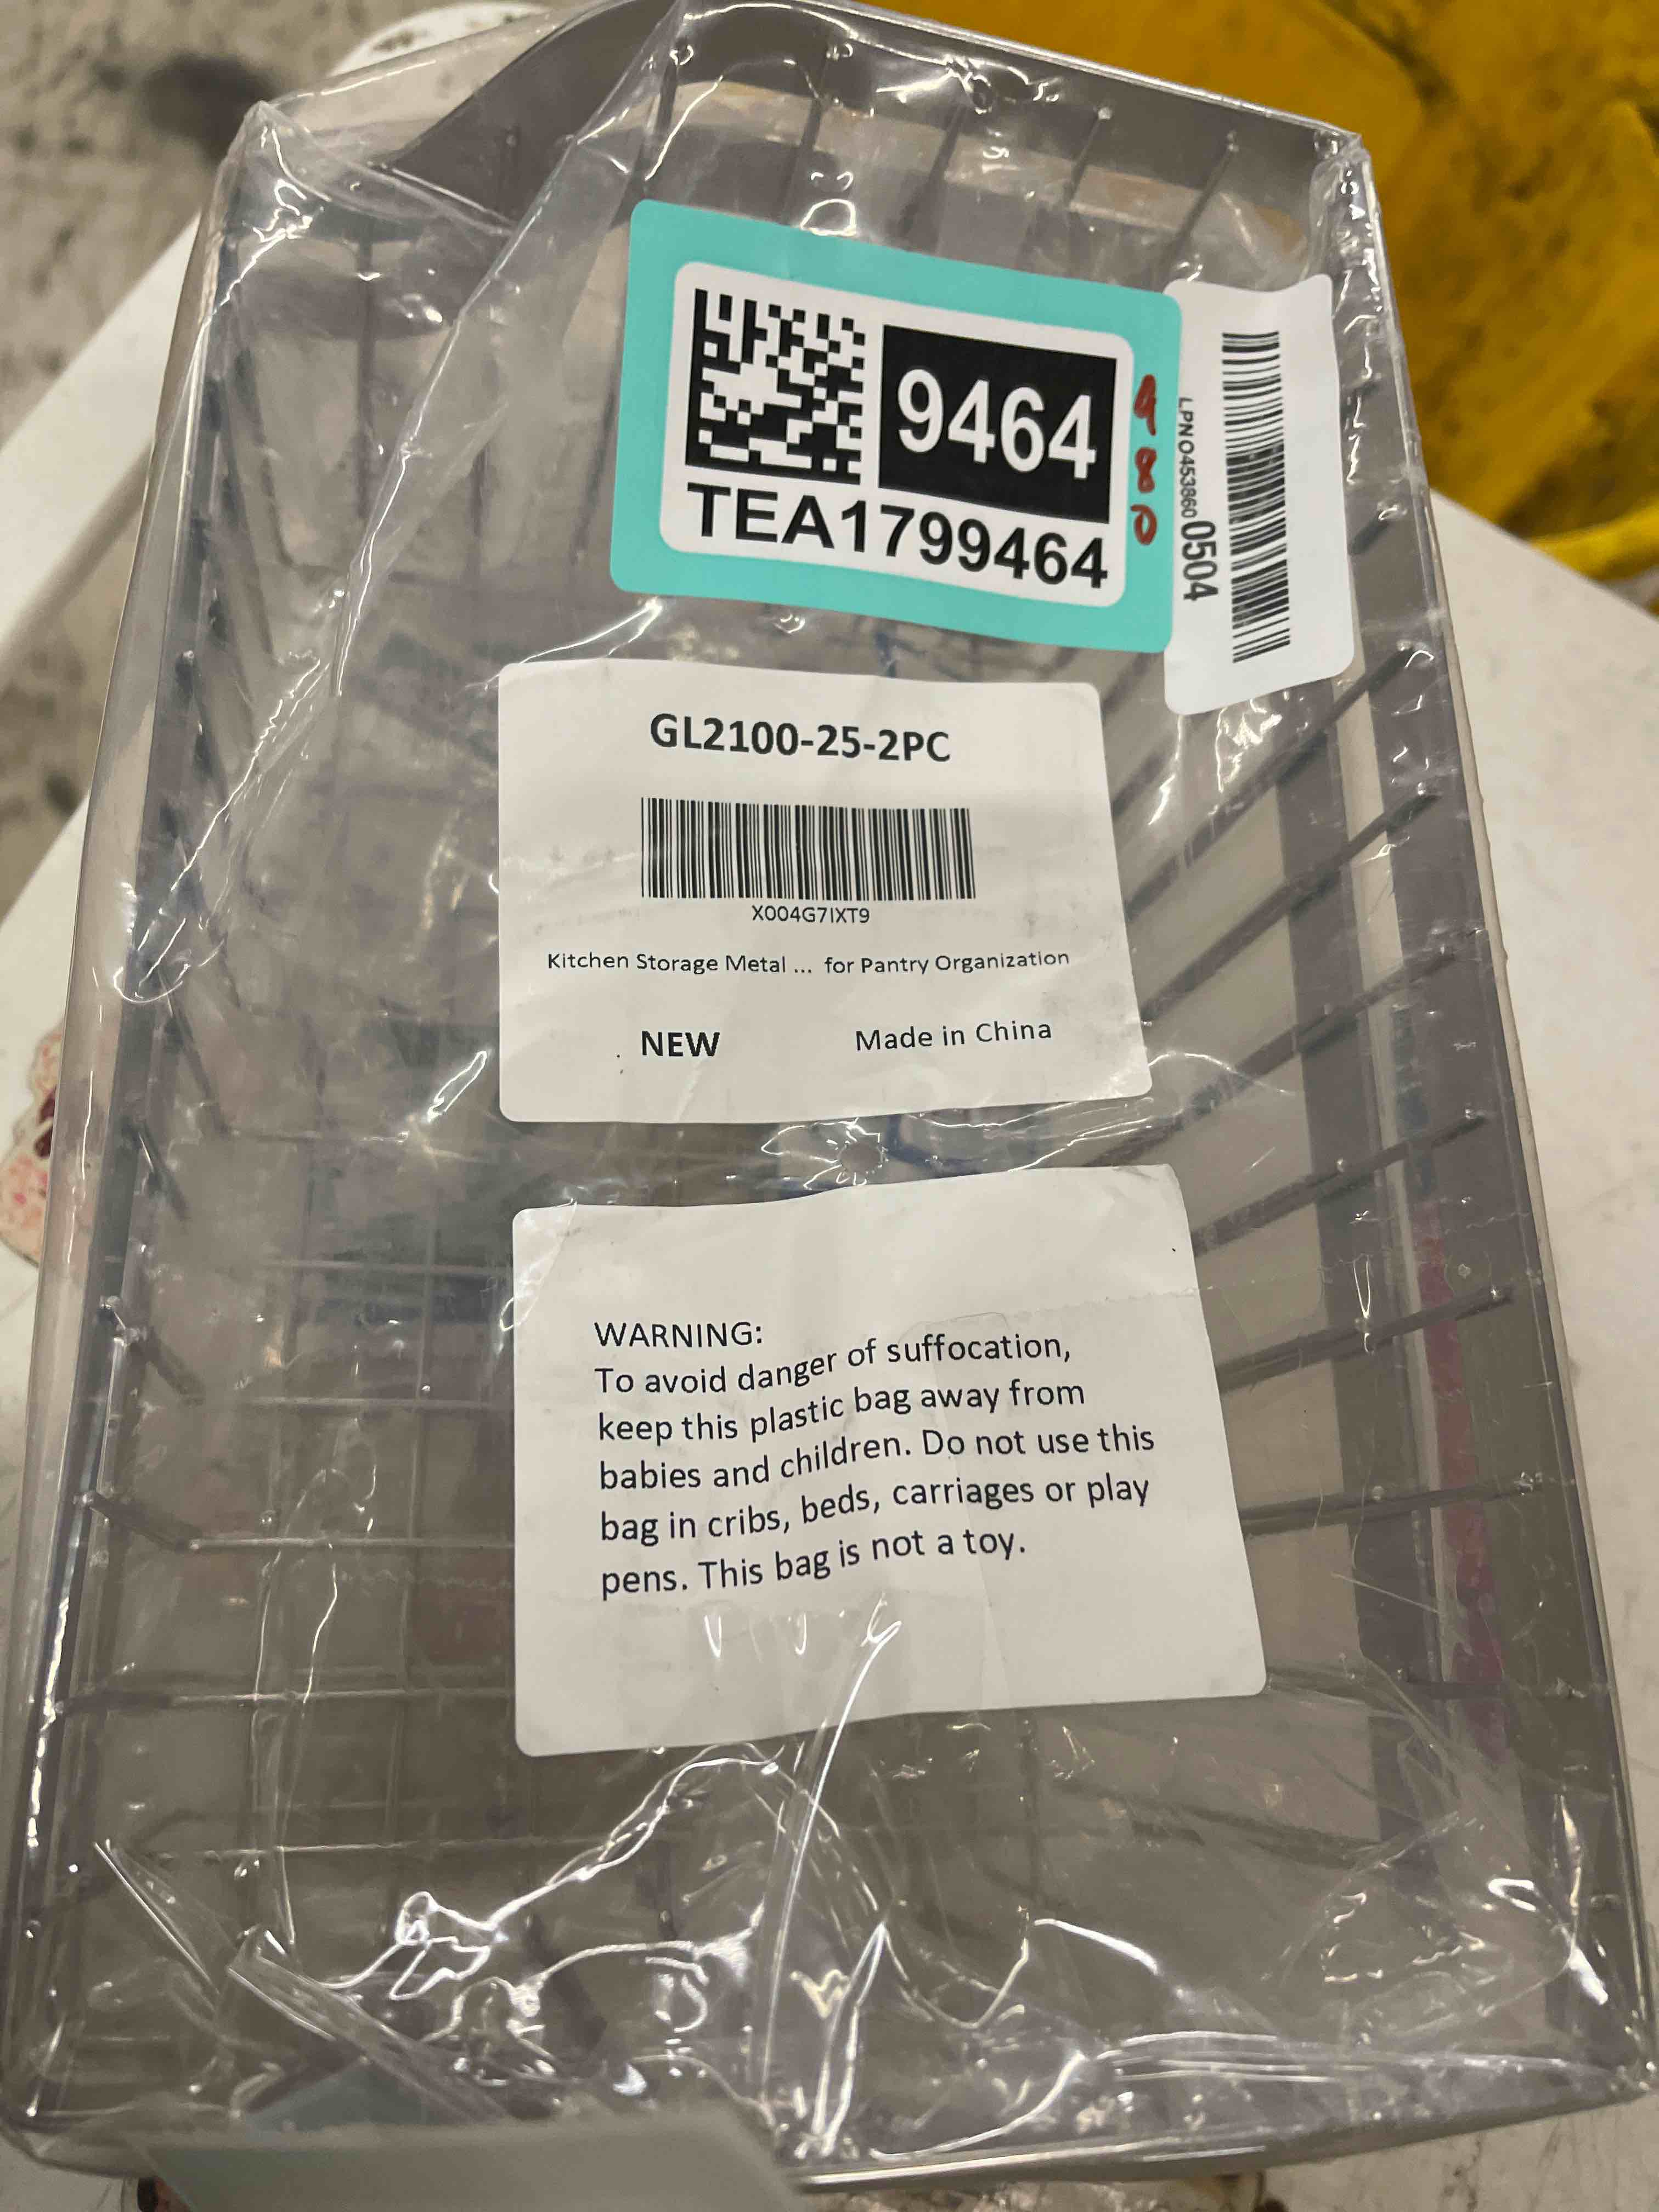 9464
TEA1799464
480
LPNO4538600504
GL2100-25-2PC
X004G7IXT9
Kitchen Storage Metal ... for Pantry Organization
NEW Made in China
WARNING:
To avoid danger of suffocation,
keep this plastic bag away from
babies and children. Do not use this
bag in cribs, beds, carriages or play
pens. This bag is not a toy.